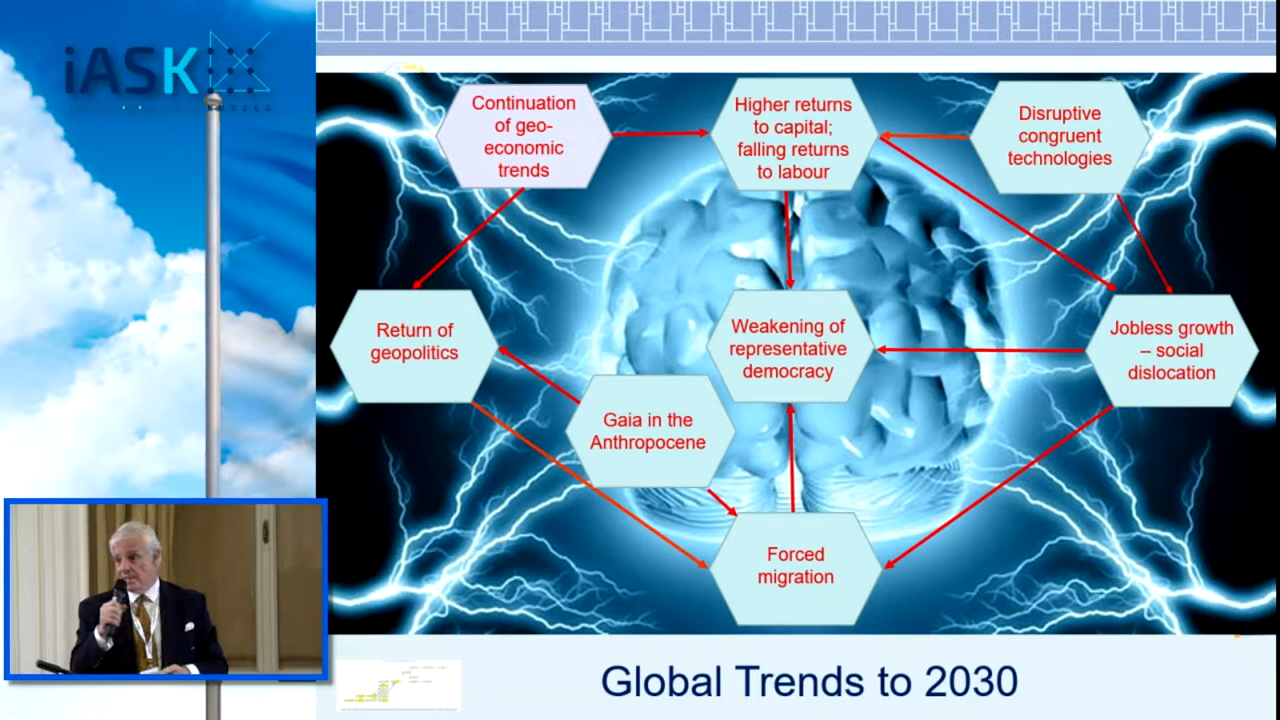 iASK
KOSZEG
Continuation
of geo-
economic
trends
Higher returns
to capital;
falling returns
to labour
Disruptive
congruent
technologies
Return of
geopolitics
Weakening of
representative
democracy
Jobless growth
– social
dislocation
Gaia in the
Anthropocene
Forced
migration
Global Trends to 2030